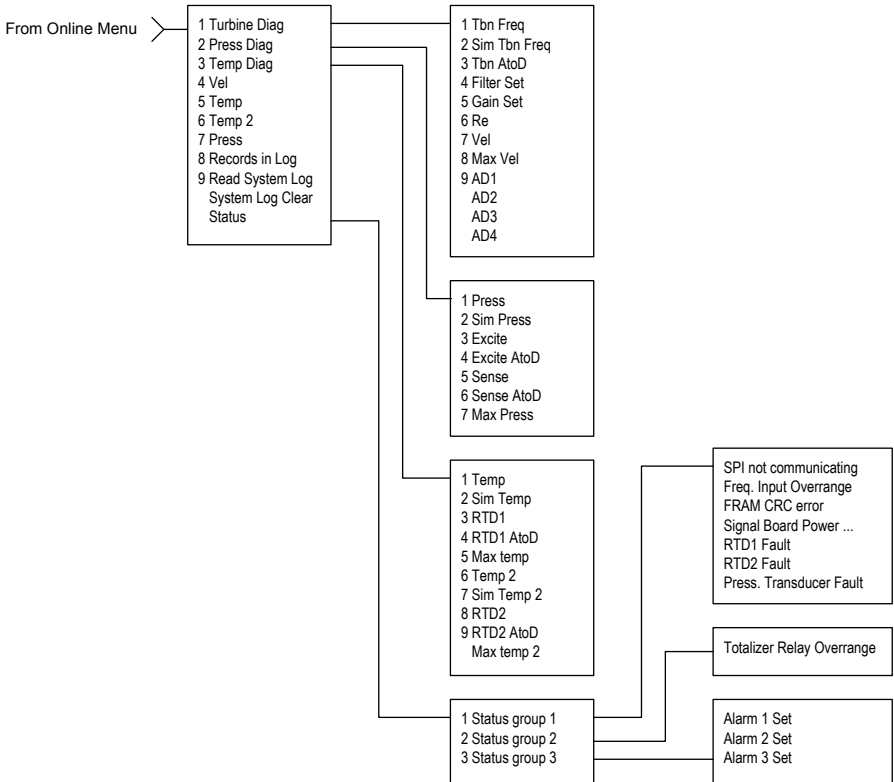 From Online Menu
1 Turbine Diag
2 Press Diag
3 Temp Diag
4 Vel
5 Temp
6 Temp 2
7 Press
8 Records in Log
9 Read System Log
System Log Clear
Status
1 Tbn Freq
2 Sim Tbn Freq
3 Tbn AtoD
4 Filter Set
5 Gain Set
6 Re
7 Vel
8 Max Vel
9 AD1
AD2
AD3
AD4
1 Press
2 Sim Press
3 Excite
4 Excite AtoD
5 Sense
6 Sense AtoD
7 Max Press
1 Temp
2 Sim Temp
3 RTD1
4 RTD1 AtoD
5 Max temp
6 Temp 2
7 Sim Temp 2
8 RTD2
9 RTD2 AtoD
Max temp 2
1 Status group 1
2 Status group 2
3 Status group 3
SPI not communicating
Freq. Input Overrange
FRAM CRC error
Signal Board Power ...
RTD1 Fault
RTD2 Fault
Press. Transducer Fault
Totalizer Relay Overrange
Alarm 1 Set
Alarm 2 Set
Alarm 3 Set